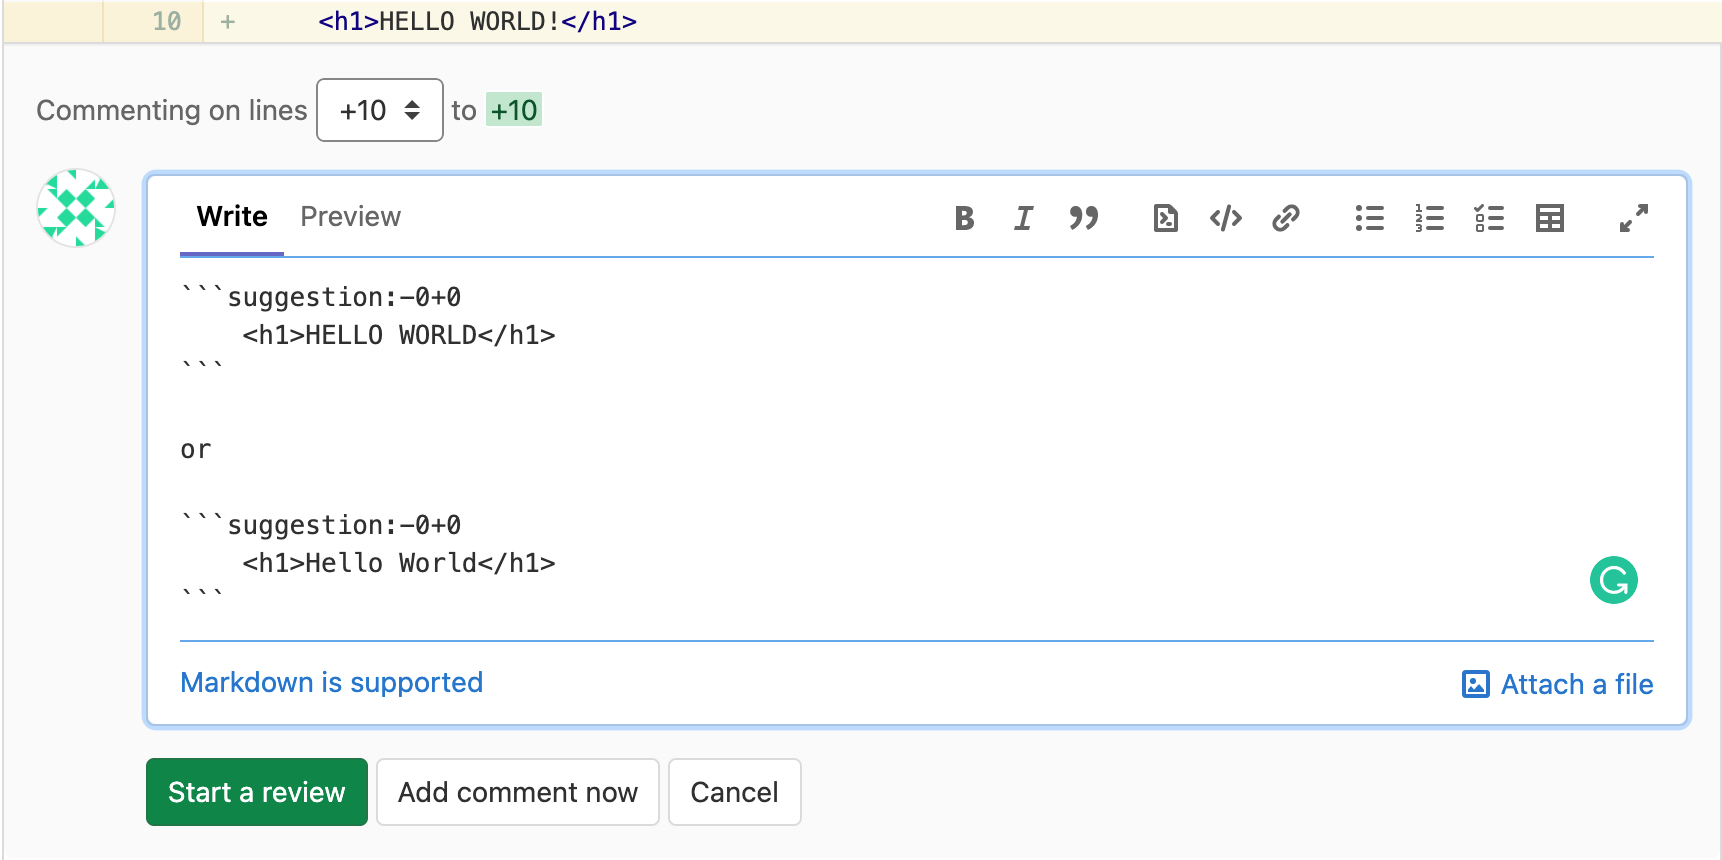 10 + <h1>HELLO WORLD!</h1>
Commenting on lines +10 to +10
Write Preview
```suggestion:-0+0
    <h1>HELLO WORLD</h1>
```
or
```suggestion:-0+0
    <h1>Hello World</h1>
```
Markdown is supported Attach a file
Start a review Add comment now Cancel